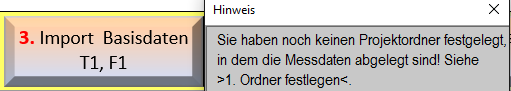 3. Import Basisdaten
T1, F1
Hinweis
Sie haben noch keinen Projektordner festgelegt,
in dem die Messdaten abgelegt sind! Siehe
>1. Ordner festlegen<.